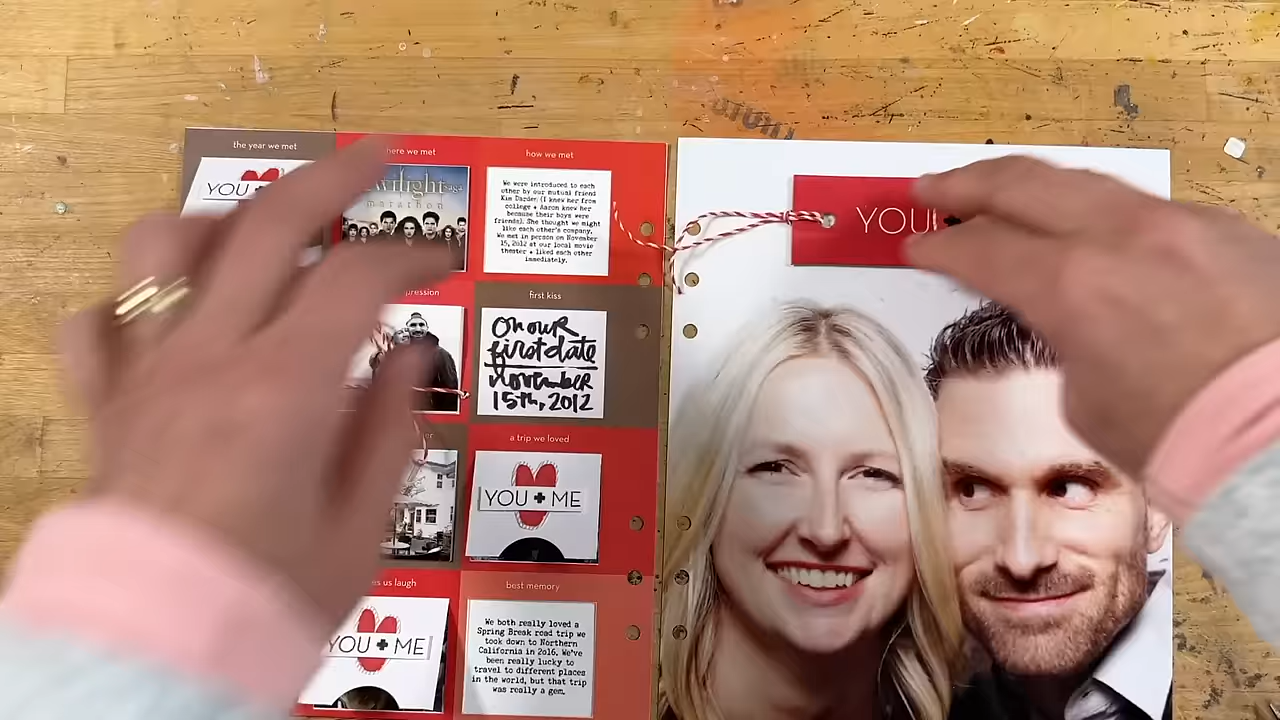 the year we met
YOU
here we met
twilight saga
marathon
how we met
We were introduced to each
other by our mutual friend
Kim Darder (I knew her from
college + Aaron knew her
because their boys were
friends). She thought we might
like each other's company.
We met in person on November
15, 2012 at our local movie
theater + liked each other
immediately.
YOU
pression
first kiss
On our
first date
November
15th, 2012
er
a trip we loved
YOU + ME
es us laugh
YOU + ME
best memory
We both really loved a
Spring Break road trip we
took down to Northern
California in 2016. We've
been really lucky to
travel to different places
in the world, but that trip
was really a gem.